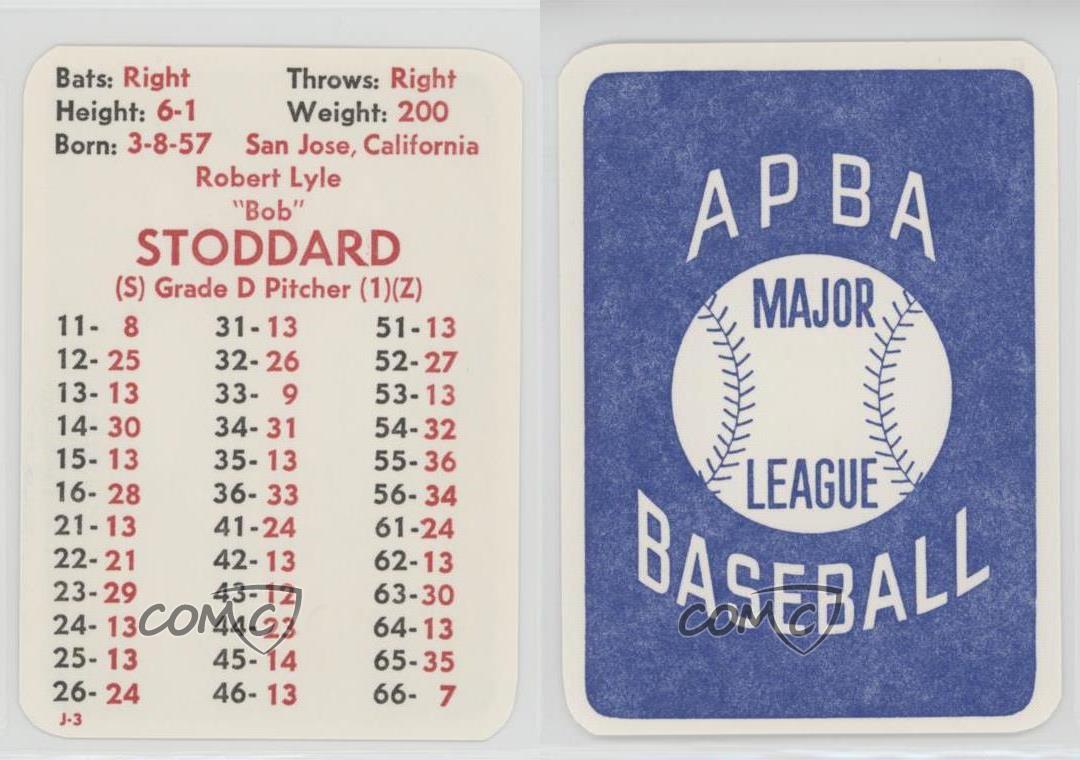 Bats: Right Throws: Right
Height: 6-1 Weight: 200
Born: 3-8-57 San Jose, California
Robert Lyle
"Bob"
STODDARD
(S) Grade D Pitcher (1)(Z)
11- 8 31- 13 51- 13
12- 25 32- 26 52- 27
13- 13 33- 9 53- 13
14- 30 34- 31 54- 32
15- 13 35- 13 55- 36
16- 28 36- 33 56- 34
21- 13 41- 24 61- 24
22- 21 42- 13 62- 13
23- 29 43- 12 63- 30
24- 13 44- 23 64- 13
25- 13 45- 14 65- 35
26- 24 46- 13 66- 7
J-3
COMC
APBA
MAJOR
LEAGUE
BASEBALL
COMC